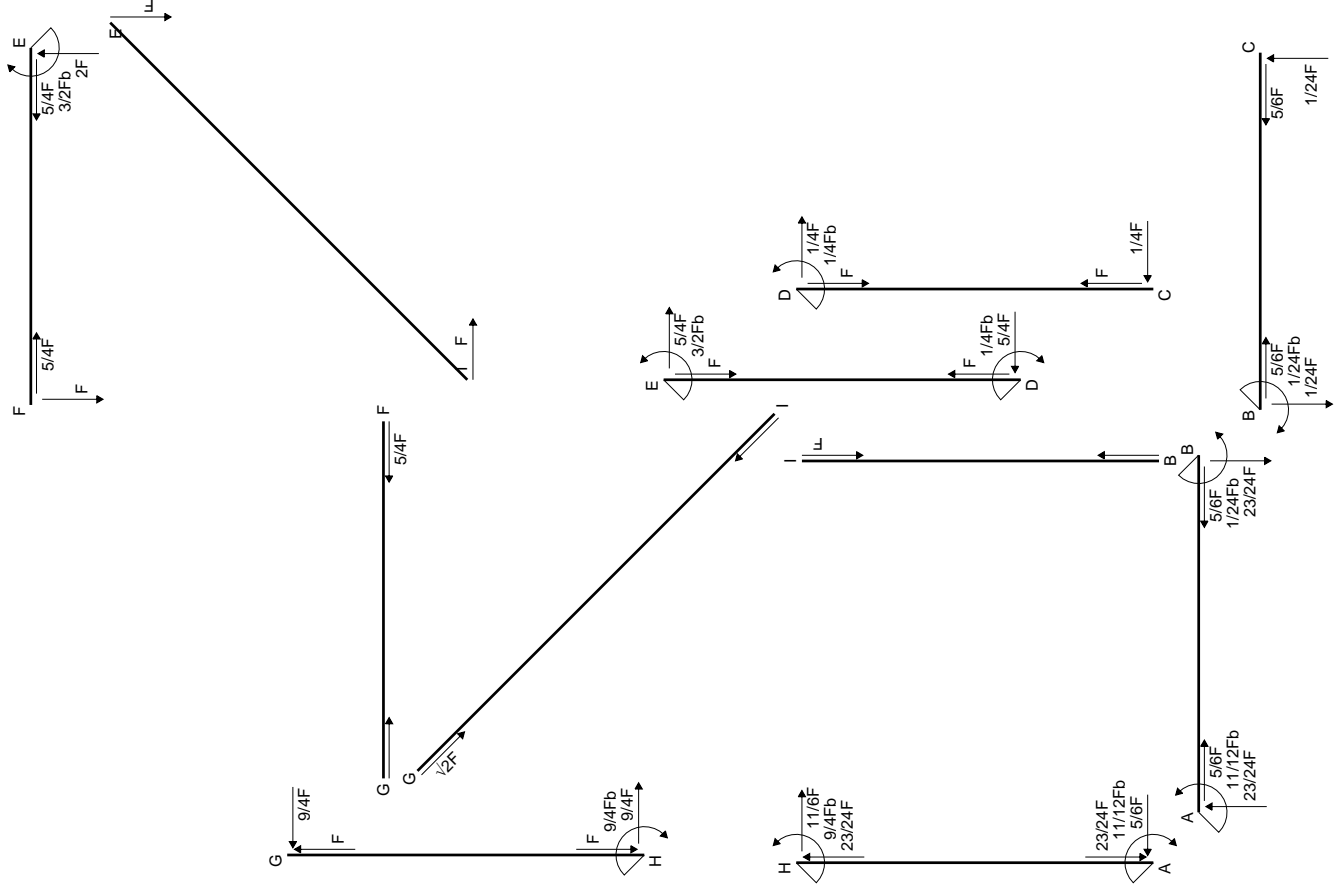 F
5/4F
F
E
5/4F
3/2Fb
2F
E
F
I
F
G
F
5/4F
G
√2F
I
G
9/4F
F
H
F
9/4Fb
9/4F
E
5/4F
3/2Fb
F
D
F
1/4Fb
5/4F
D
1/4F
1/4Fb
F
C
F
1/4F
I
F
B
H
11/6F
9/4Fb
23/24F
A
23/24F
11/12Fb
5/6F
A
5/6F
11/12Fb
23/24F
B
5/6F
1/24Fb
23/24F
B
5/6F
1/24Fb
1/24F
C
5/6F
1/24F